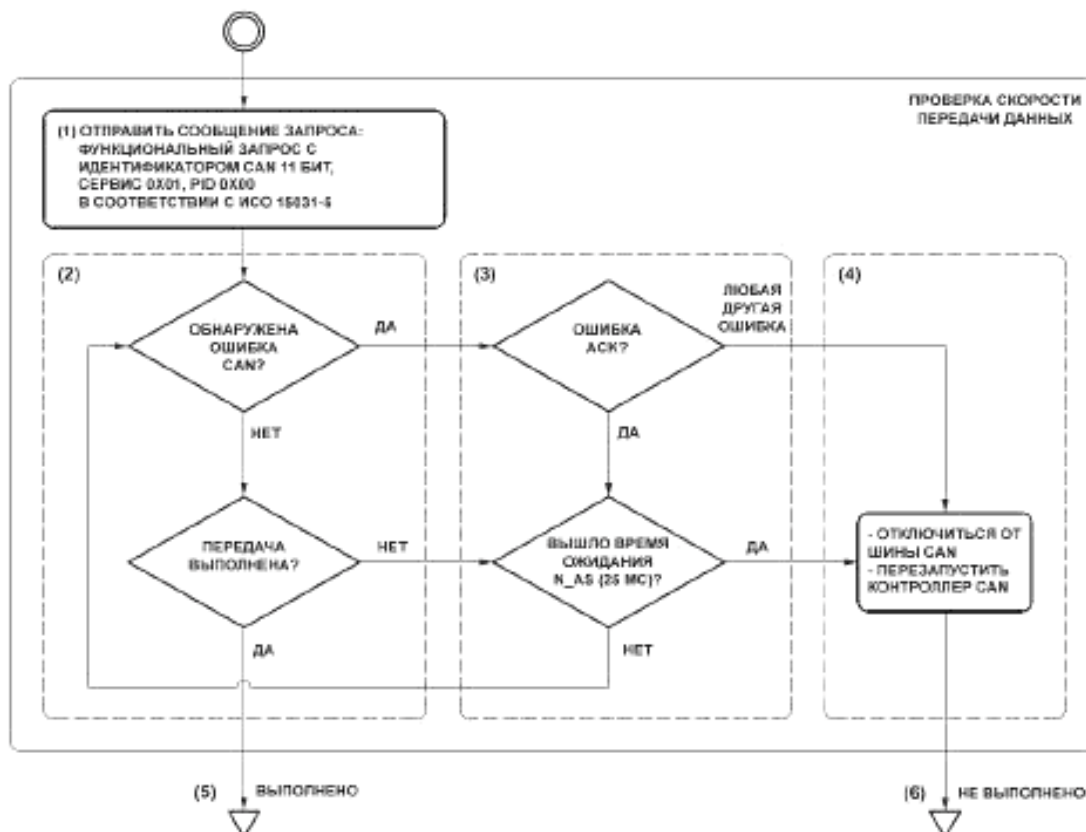 ПРОВЕРКА СКОРОСТИ
ПЕРЕДАЧИ ДАННЫХ
(1) ОТПРАВИТЬ СООБЩЕНИЕ ЗАПРОСА:
ФУНКЦИОНАЛЬНЫЙ ЗАПРОС С
ИДЕНТИФИКАТОРОМ CAN 11 БИТ,
СЕРВИС 0X01, PID 0X00
В СООТВЕТСТВИИ С ИСО 15031-5
(2)
ОБНАРУЖЕНА
ОШИБКА
CAN?
ДА
НЕТ
(3)
ОШИБКА
ACK?
ЛЮБАЯ
ДРУГАЯ
ОШИБКА
ДА
(4)
ПЕРЕДАЧА
ВЫПОЛНЕНА?
НЕТ
ДА
ВЫШЛО ВРЕМЯ
ОЖИДАНИЯ
N_AS (25 МС)?
ДА
НЕТ
- ОТКЛЮЧИТЬСЯ ОТ
ШИНЫ CAN
- ПЕРЕЗАПУСТИТЬ
КОНТРОЛЛЕР CAN
(5) ВЫПОЛНЕНО
(6) НЕ ВЫПОЛНЕНО